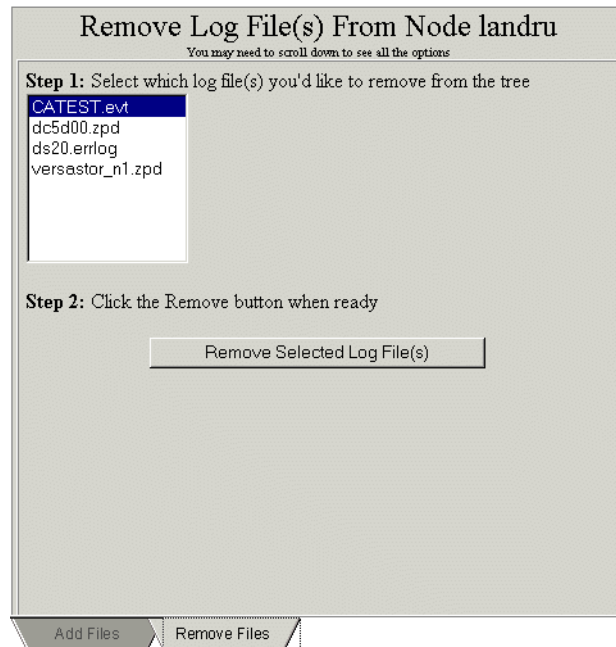 Remove Log File(s) From Node landru
You may need to scroll down to see all the options
Step 1: Select which log file(s) you'd like to remove from the tree
CATEST.evt
dc5d00.zpd
ds20.errlog
versastor_n1.zpd
Step 2: Click the Remove button when ready
Remove Selected Log File(s)
Add Files
Remove Files